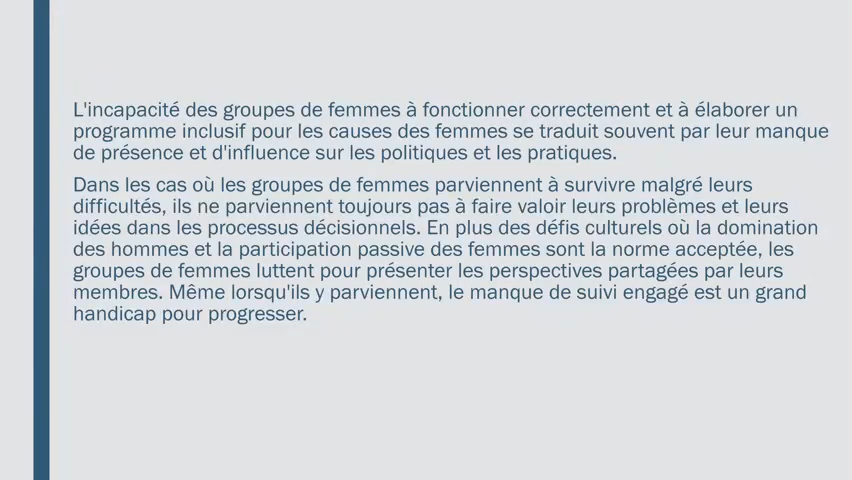 L'incapacité des groupes de femmes à fonctionner correctement et à élaborer un
programme inclusif pour les causes des femmes se traduit souvent par leur manque
de présence et d'influence sur les politiques et les pratiques.
Dans les cas où les groupes de femmes parviennent à survivre malgré leurs
difficultés, ils ne parviennent toujours pas à faire valoir leurs problèmes et leurs
idées dans les processus décisionnels. En plus des défis culturels où la domination
des hommes et la participation passive des femmes sont la norme acceptée, les
groupes de femmes luttent pour présenter les perspectives partagées par leurs
membres. Même lorsqu'ils y parviennent, le manque de suivi engagé est un grand
handicap pour progresser.